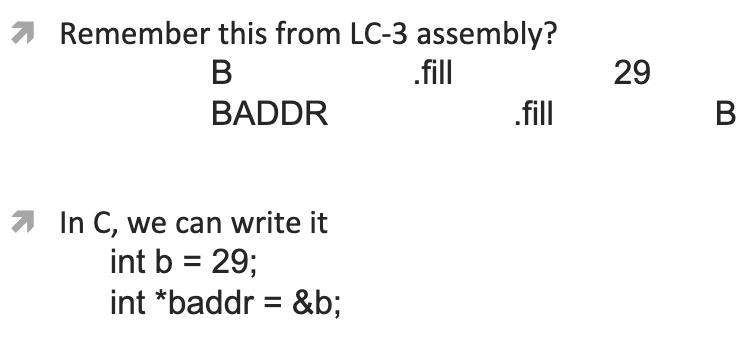 Remember this from LC-3 assembly?
B .fill 29
BADDR .fill B
In C, we can write it
int b = 29;
int *baddr = &b;